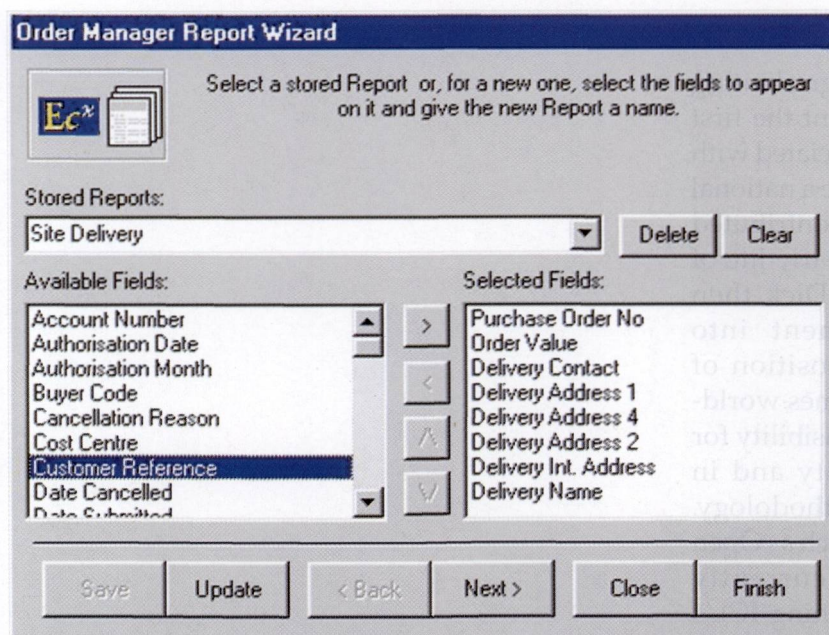 Order Manager Report Wizard
Ecx
Select a stored Report or, for a new one, select the fields to appear
on it and give the new Report a name.
Stored Reports:
Site Delivery
Delete
Clear
Available Fields:
Account Number
Authorisation Date
Authorisation Month
Buyer Code
Cancellation Reason
Cost Centre
Customer Reference
Date Cancelled
Date Submitted
>
<
/\
\/
Selected Fields:
Purchase Order No
Order Value
Delivery Contact
Delivery Address 1
Delivery Address 4
Delivery Address 2
Delivery Int. Address
Delivery Name
Save
Update
< Back
Next >
Close
Finish